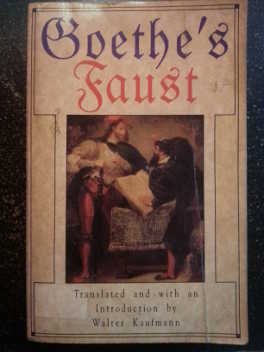 Goethe's
Faust
Translated and with an
Introduction by
Walter Kaufmann